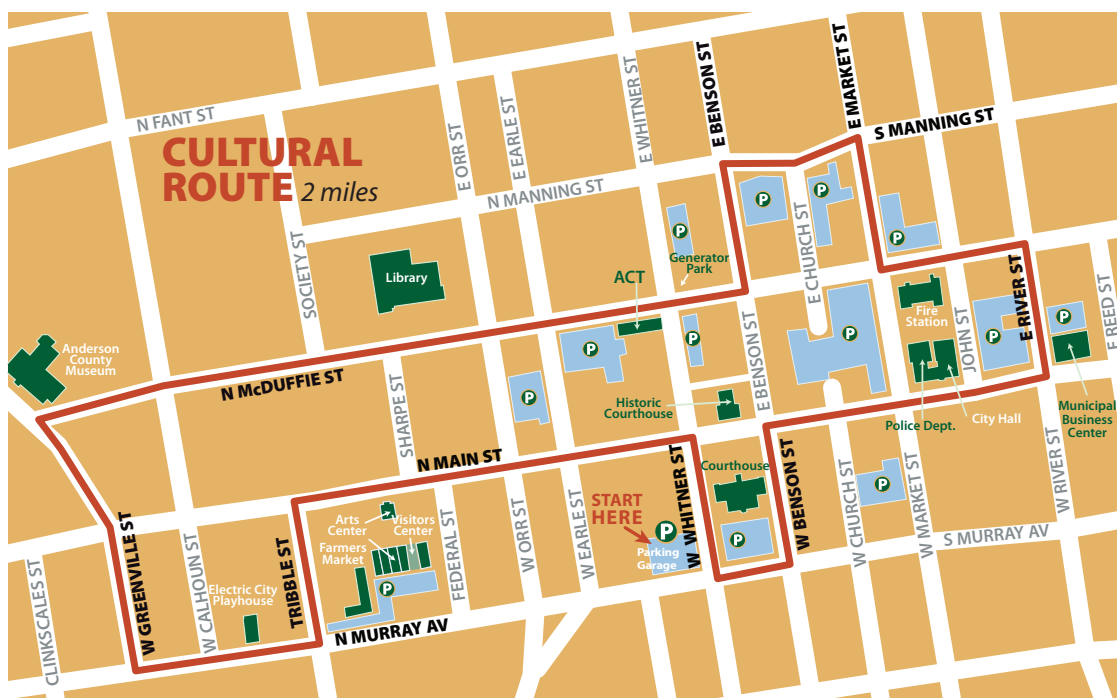 CULTURAL
ROUTE 2 miles
N FANT ST
E ORR ST
E EARLE ST
E WHITNER ST
E BENSON ST
E MARKET ST
S MANNING ST
N MANNING ST
SOCIETY ST
Library
P
P
P
P
Generator
Park
ACT
E CHURCH ST
Fire
Station
JOHN ST
E RIVER ST
E REED ST
P
P
P
P
P
P
Anderson
County
Museum
N McDUFFIE ST
SHARPE ST
Historic
Courthouse
E BENSON ST
Police Dept.
City Hall
Municipal
Business
Center
N MAIN ST
Courthouse
START
HERE
P
Parking
Garage
W WHITNER ST
P
W BENSON ST
W CHURCH ST
P
W MARKET ST
W RIVER ST
S MURRAY AV
Arts
Center
Visitors
Center
Farmers
Market
P
Electric City
Playhouse
FEDERAL ST
W ORR ST
W EARLE ST
TRIBBLE ST
W CALHOUN ST
W GREENVILLE ST
CLINKSCALES ST
N MURRAY AV